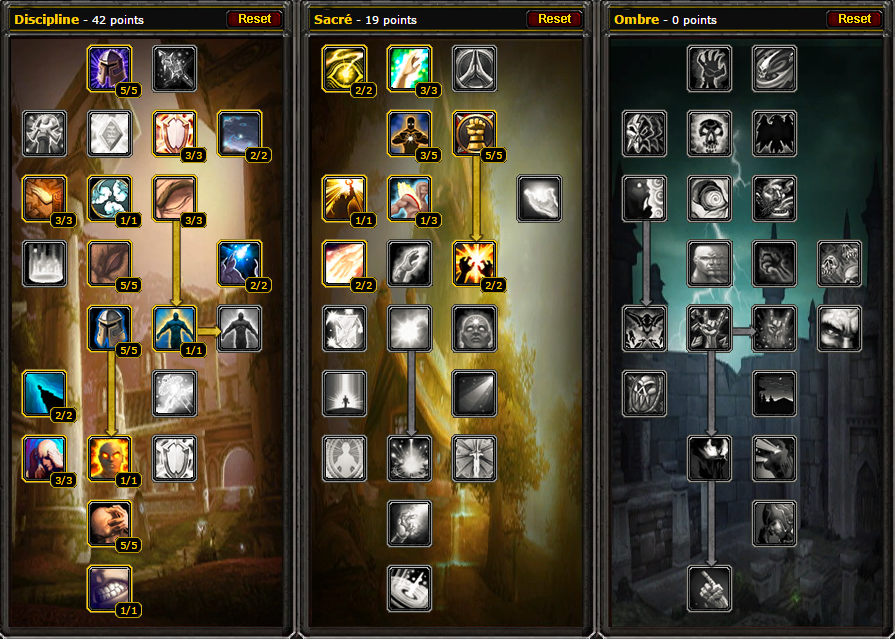 Discipline - 42 points Reset Sacré - 19 points Reset Ombre - 0 points Reset
5/5 2/2 3/3
3/3 2/2 3/5 5/5
3/3 1/1 3/3 1/1 1/3
5/5 2/2 2/2 2/2
5/5 1/1
2/2
3/3 1/1
5/5
1/1